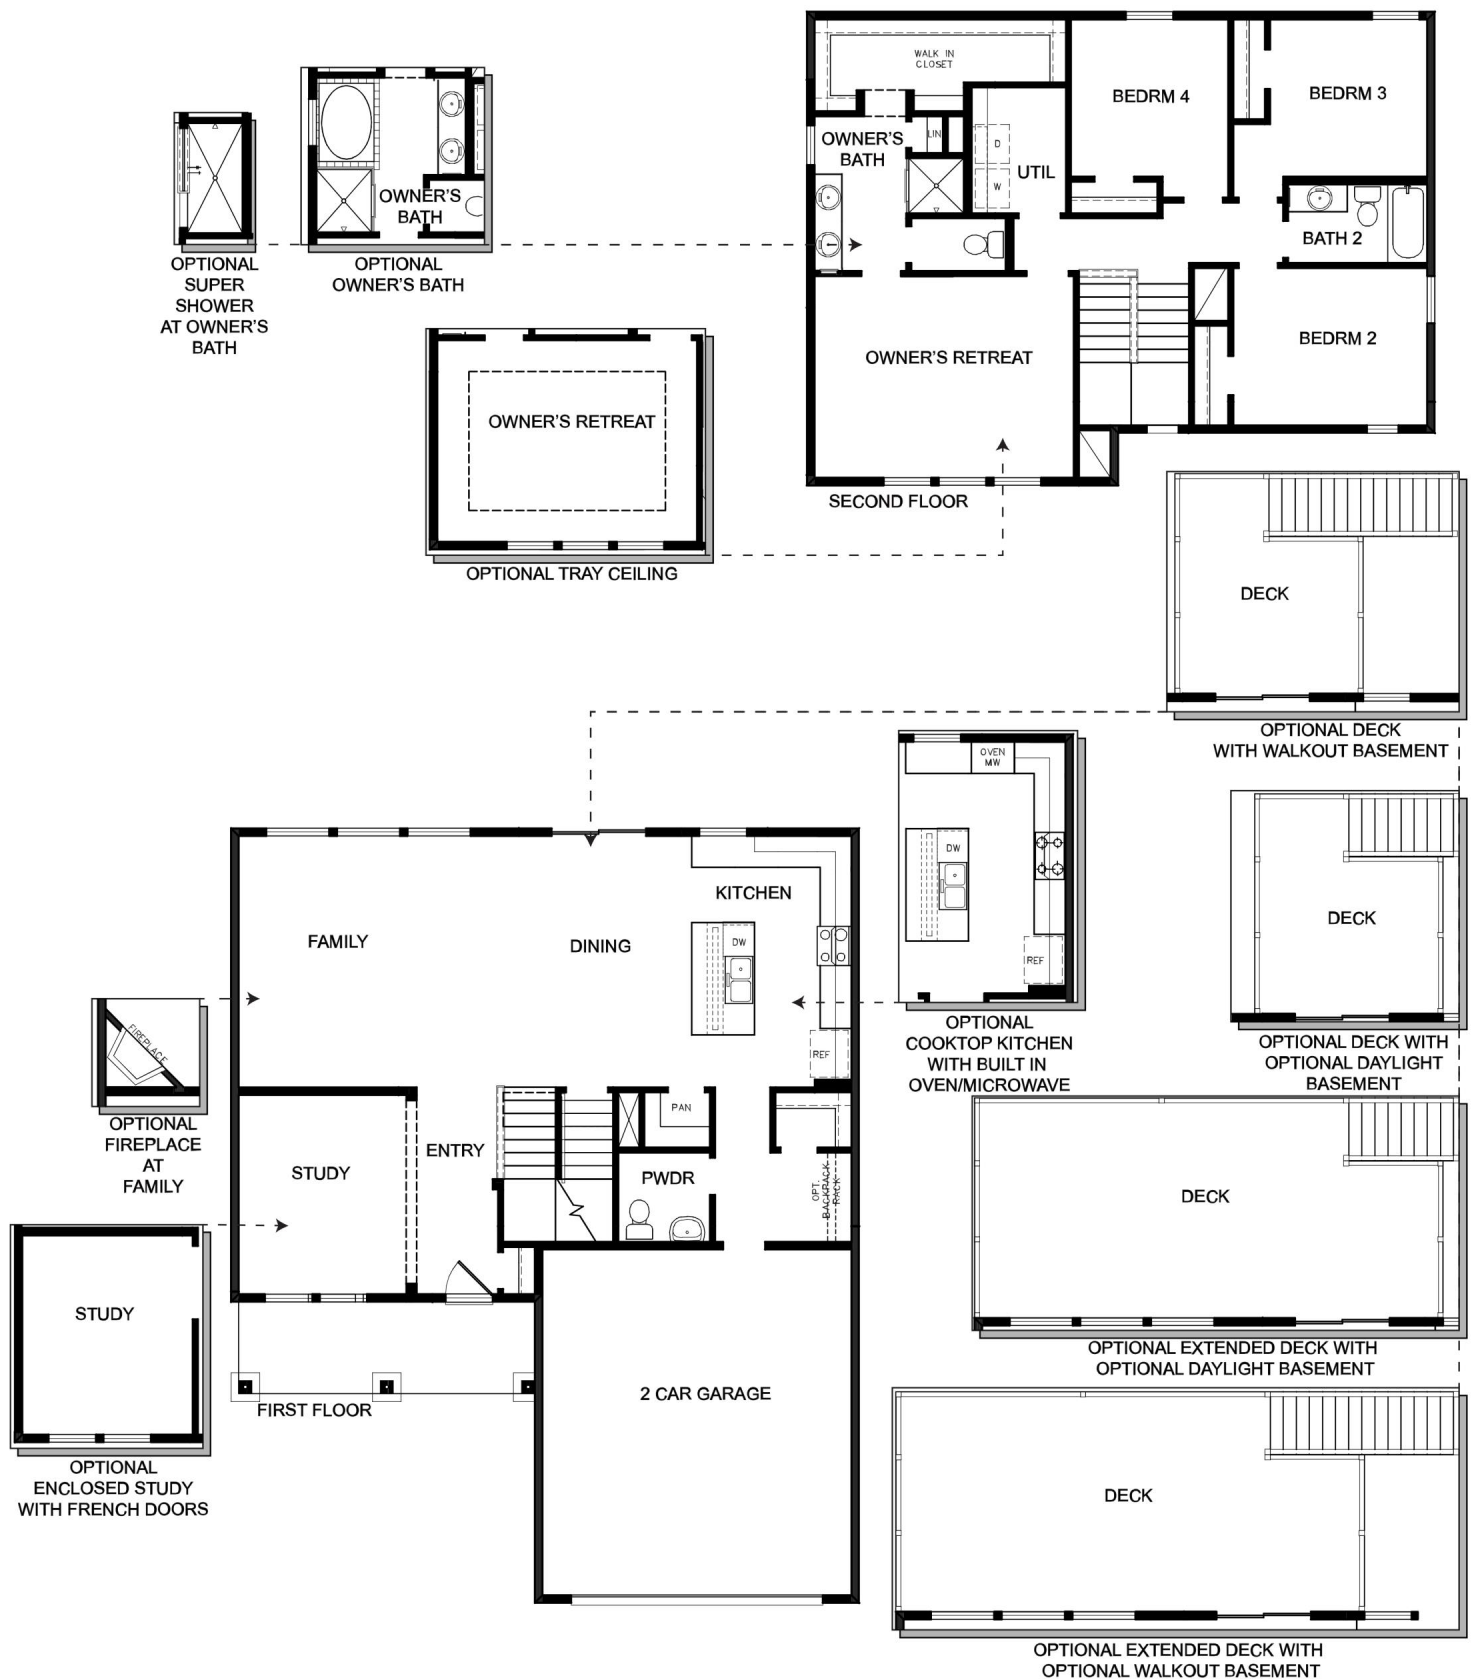 WALK IN
CLOSET
BEDRM 4
BEDRM 3
OWNER'S
BATH
LIN
D
W
UTIL
BATH 2
BEDRM 2
OWNER'S RETREAT
SECOND FLOOR
OPTIONAL
SUPER
SHOWER
AT OWNER'S
BATH
OWNER'S
BATH
OPTIONAL
OWNER'S BATH
OWNER'S RETREAT
OPTIONAL TRAY CEILING
DECK
OPTIONAL DECK
WITH WALKOUT BASEMENT
OVEN
MW
DW
REF
OPTIONAL
COOKTOP KITCHEN
WITH BUILT IN
OVEN/MICROWAVE
DECK
OPTIONAL DECK WITH
OPTIONAL DAYLIGHT
BASEMENT
KITCHEN
FAMILY
DINING
DW
REF
PAN
ENTRY
STUDY
PWDR
OPT.
BACKPACK
RACK
2 CAR GARAGE
FIRST FLOOR
FIREPLACE
OPTIONAL
FIREPLACE
AT
FAMILY
STUDY
OPTIONAL
ENCLOSED STUDY
WITH FRENCH DOORS
DECK
OPTIONAL EXTENDED DECK WITH
OPTIONAL DAYLIGHT BASEMENT
DECK
OPTIONAL EXTENDED DECK WITH
OPTIONAL WALKOUT BASEMENT